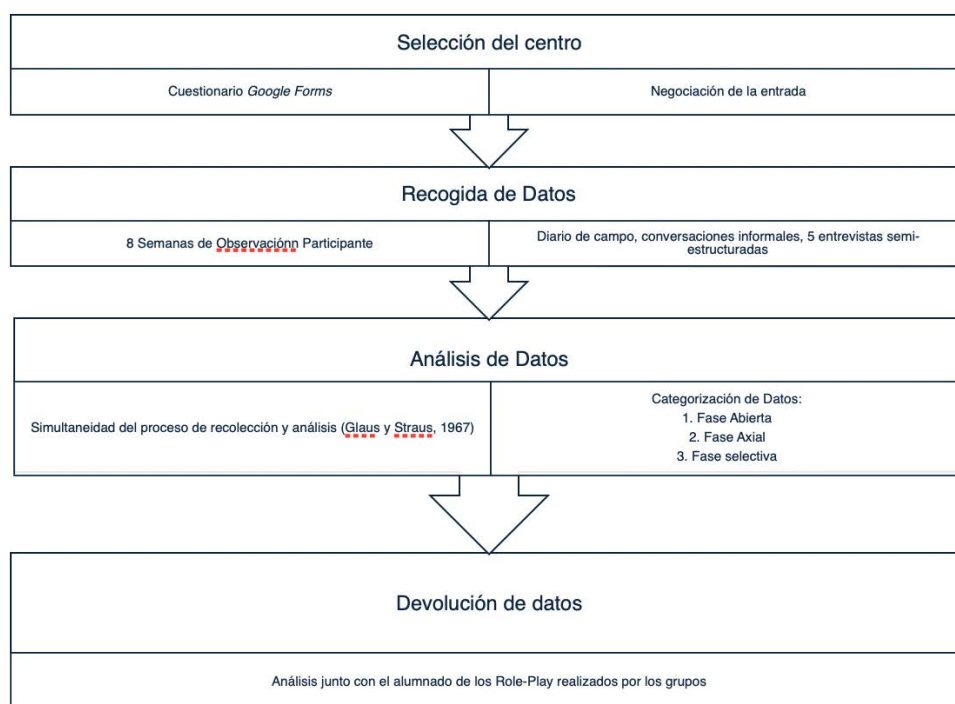 Selección del centro
Cuestionario Google Forms
Negociación de la entrada
Recogida de Datos
8 Semanas de Observaciónn Participante
Diario de campo, conversaciones informales, 5 entrevistas semi-
estructuradas
Análisis de Datos
Simultaneidad del proceso de recolección y análisis (Glaus y Straus, 1967)
Categorización de Datos:
1. Fase Abierta
2. Fase Axial
3. Fase selectiva
Devolución de datos
Análisis junto con el alumnado de los Role-Play realizados por los grupos